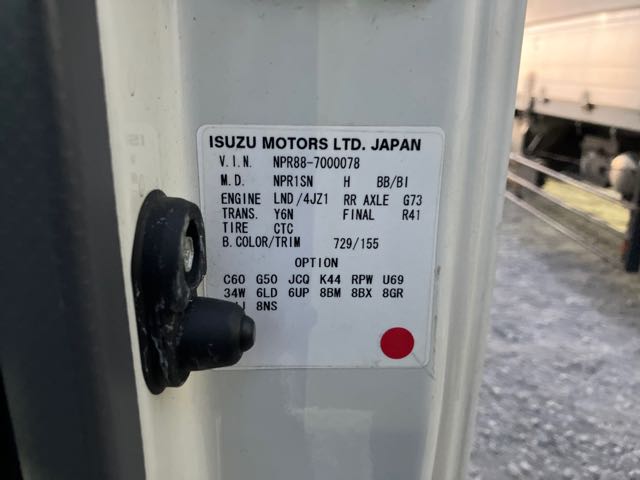 ISUZU MOTORS LTD. JAPAN
V.I.N. NPR88-7000078
M.D. NPR1SN H BB/BI
ENGINE LND/4JZ1 RR AXLE G73
TRANS. Y6N FINAL R41
TIRE CTC
B.COLOR/TRIM 729/155
OPTION
C60 G50 JCQ K44 RPW U69
34W 6LD 6UP 8BM 8BX 8GR
8NS